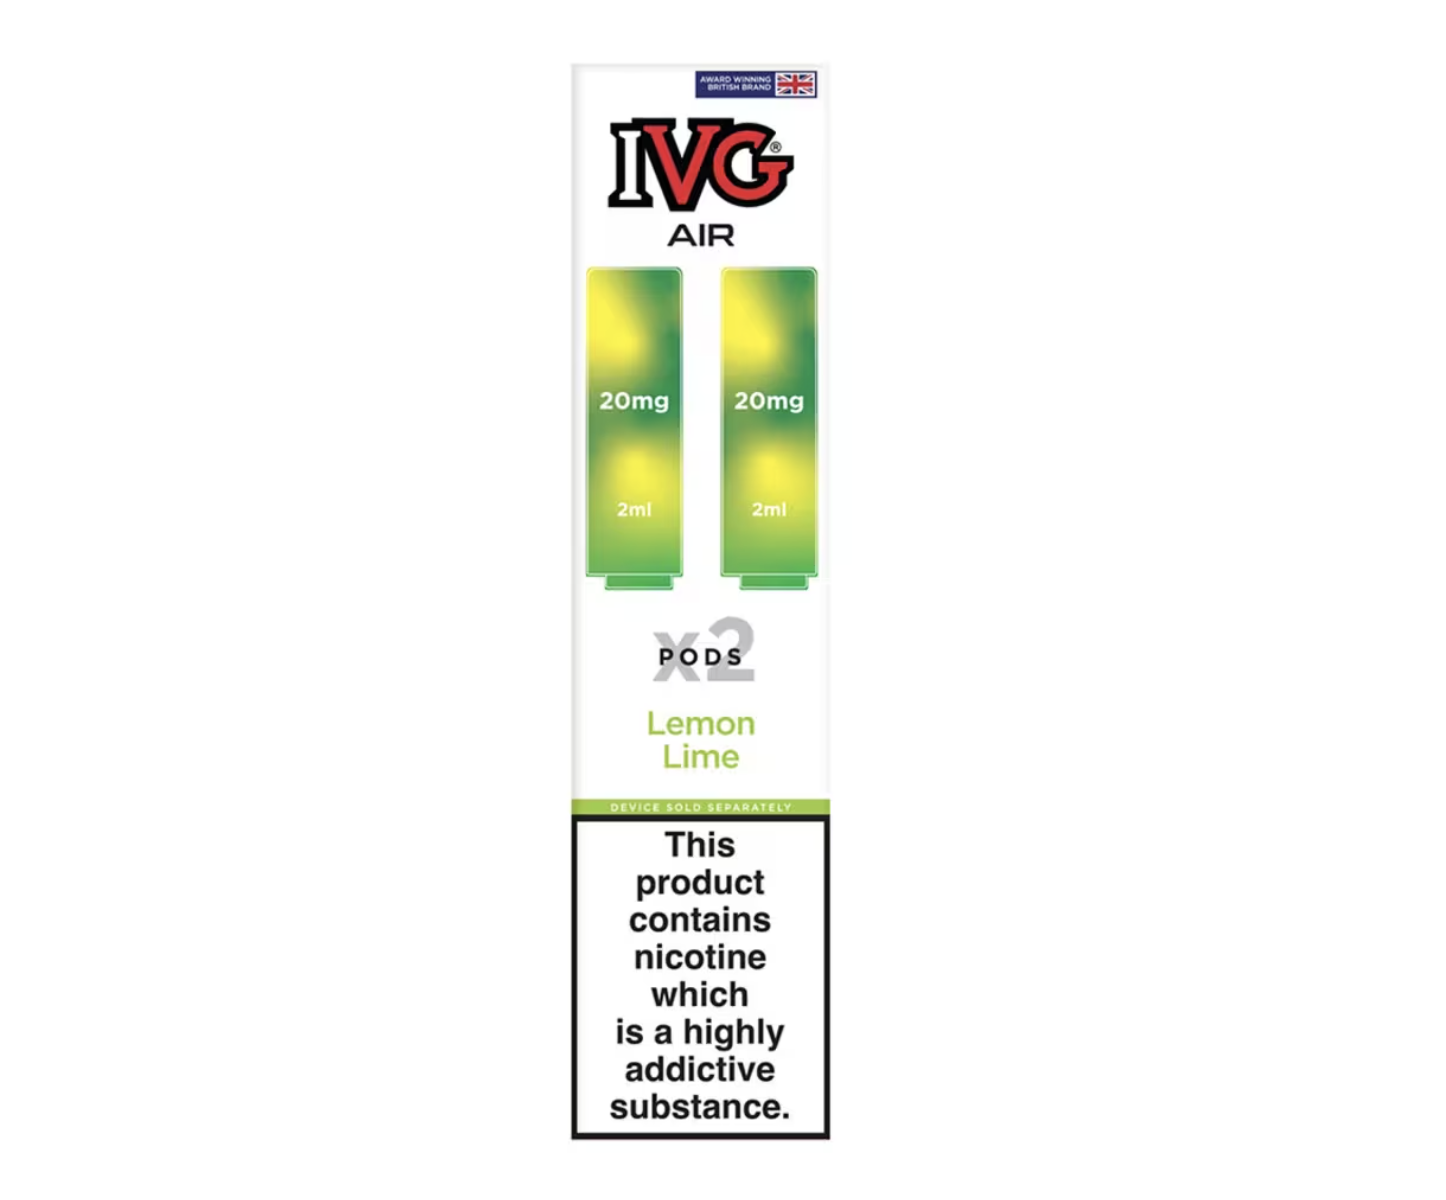 AWARD WINNING
BRITISH BRAND
IVG®
AIR
20mg
20mg
2ml
2ml
x2
PODS
Lemon
Lime
DEVICE SOLD SEPARATELY
This
product
contains
nicotine
which
is a highly
addictive
substance.